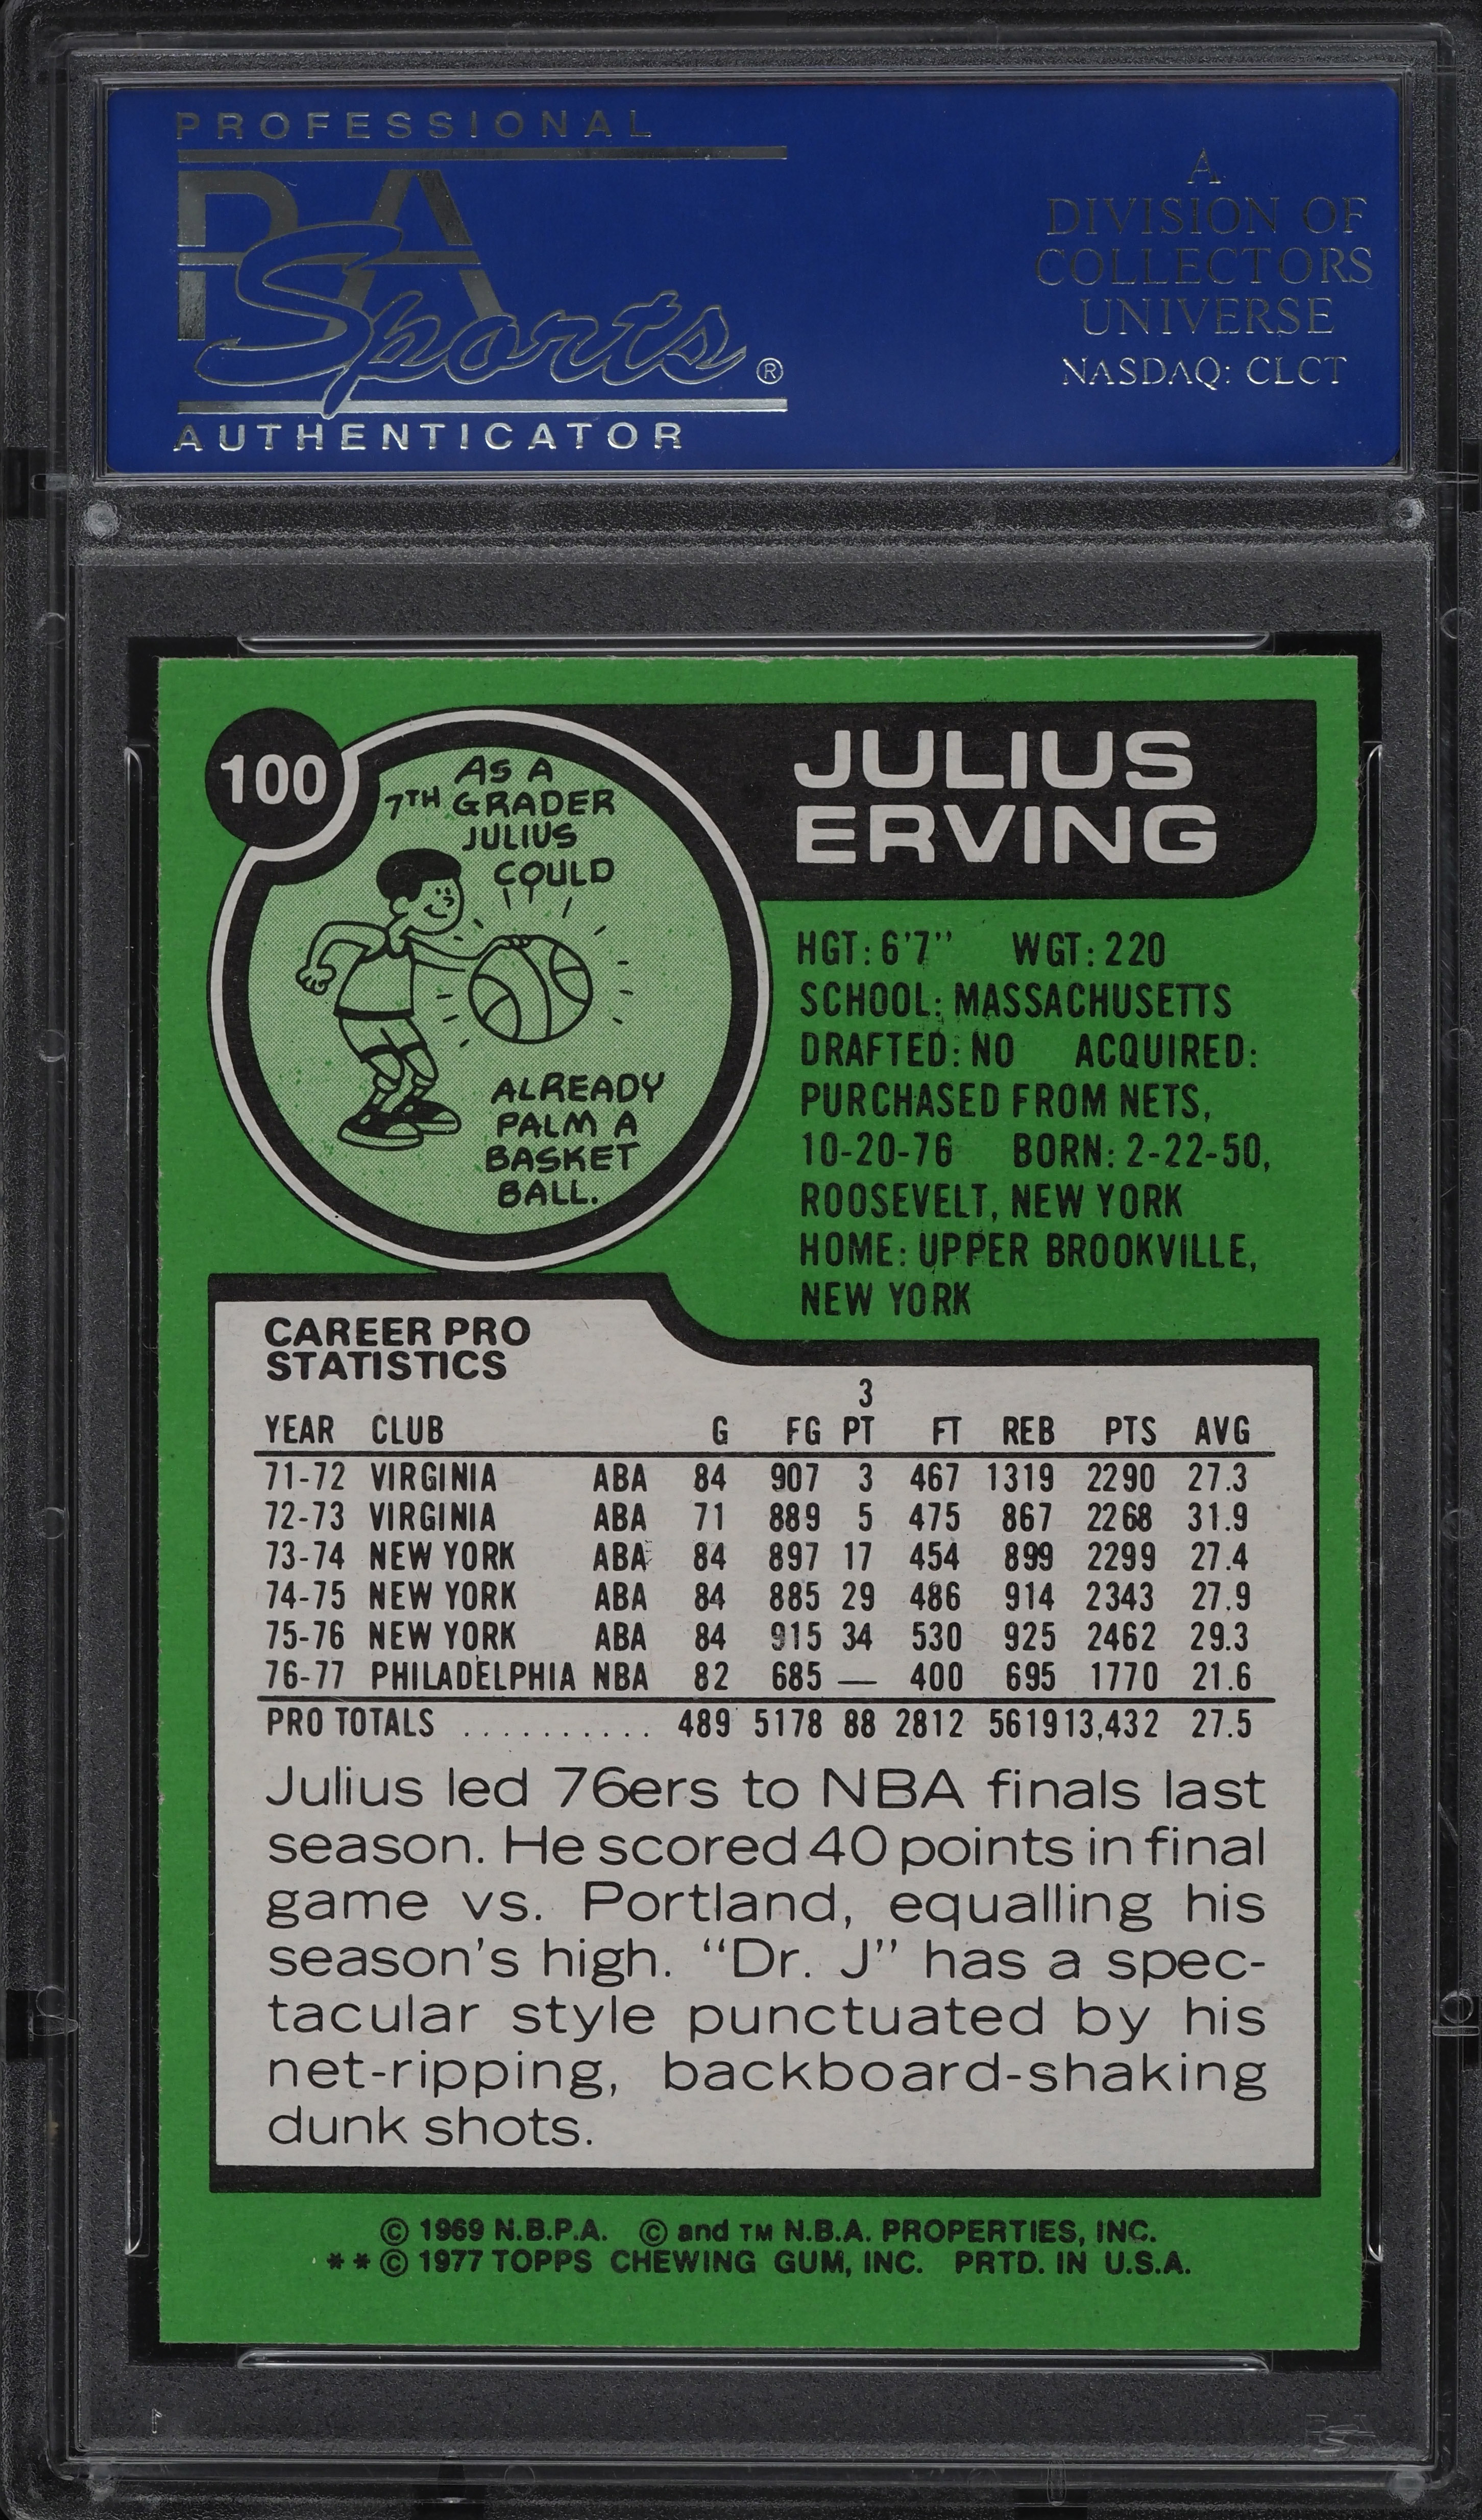 PROFESSIONAL
PSA
Sports ®
AUTHENTICATOR
A
DIVISION OF
COLLECTORS
UNIVERSE
NASDAQ: CLCT
100
AS A
7TH GRADER
JULIUS
COULD
ALREADY
PALM A
BASKET
BALL.
JULIUS
ERVING
HGT: 6'7" WGT: 220
SCHOOL: MASSACHUSETTS
DRAFTED: NO ACQUIRED:
PURCHASED FROM NETS,
10-20-76 BORN: 2-22-50,
ROOSEVELT, NEW YORK
HOME: UPPER BROOKVILLE,
NEW YORK
CAREER PRO
STATISTICS
3
YEAR CLUB G FG PT FT REB PTS AVG
71-72 VIRGINIA ABA 84 907 3 467 1319 2290 27.3
72-73 VIRGINIA ABA 71 889 5 475 867 2268 31.9
73-74 NEW YORK ABA 84 897 17 454 899 2299 27.4
74-75 NEW YORK ABA 84 885 29 486 914 2343 27.9
75-76 NEW YORK ABA 84 915 34 530 925 2462 29.3
76-77 PHILADELPHIA NBA 82 685 — 400 695 1770 21.6
PRO TOTALS .......... 489 5178 88 2812 5619 13,432 27.5
Julius led 76ers to NBA finals last
season. He scored 40 points in final
game vs. Portland, equalling his
season's high. "Dr. J" has a spec-
tacular style punctuated by his
net-ripping, backboard-shaking
dunk shots.
© 1969 N.B.P.A. © and TM N.B.A. PROPERTIES, INC.
** © 1977 TOPPS CHEWING GUM, INC. PRTD. IN U.S.A.